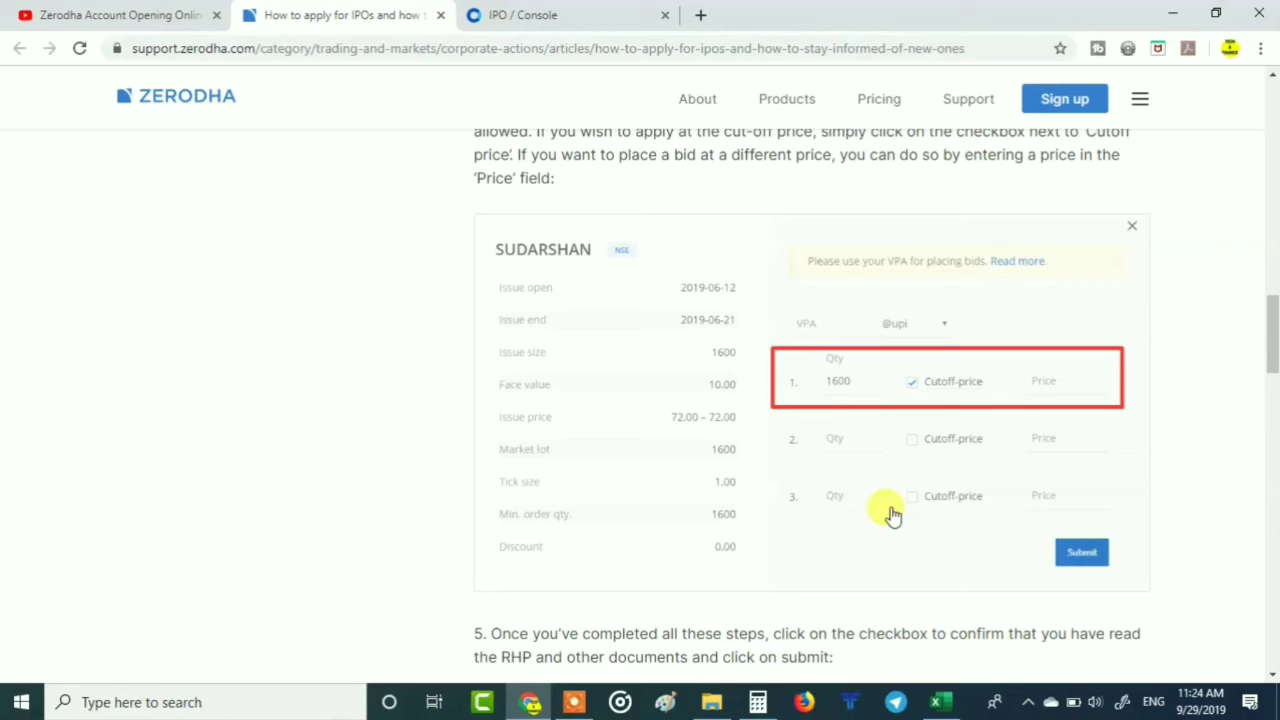 Zerodha Account Opening Onlin
How to apply for IPOs and how t
IPO / Console
support.zerodha.com/category/trading-and-markets/corporate-actions/articles/how-to-apply-for-ipos-and-how-to-stay-informed-of-new-ones
ZERODHA
About
Products
Pricing
Support
Sign up
allowed. If you wish to apply at the cut-off price, simply click on the checkbox next to 'Cutoff
price'. If you want to place a bid at a different price, you can do so by entering a price in the
'Price' field:
SUDARSHAN NSE
Issue open 2019-06-12
Issue end 2019-06-21
Issue size 1600
Face value 10.00
Issue price 72.00 – 72.00
Market lot 1600
Tick size 1.00
Min. order qty. 1600
Discount 0.00
Please use your VPA for placing bids. Read more.
VPA @upi
Qty
1. 1600 Cutoff-price Price
2. Qty Cutoff-price Price
3. Qty Cutoff-price Price
Submit
5. Once you've completed all these steps, click on the checkbox to confirm that you have read
the RHP and other documents and click on submit:
Type here to search
ENG
11:24 AM
9/29/2019